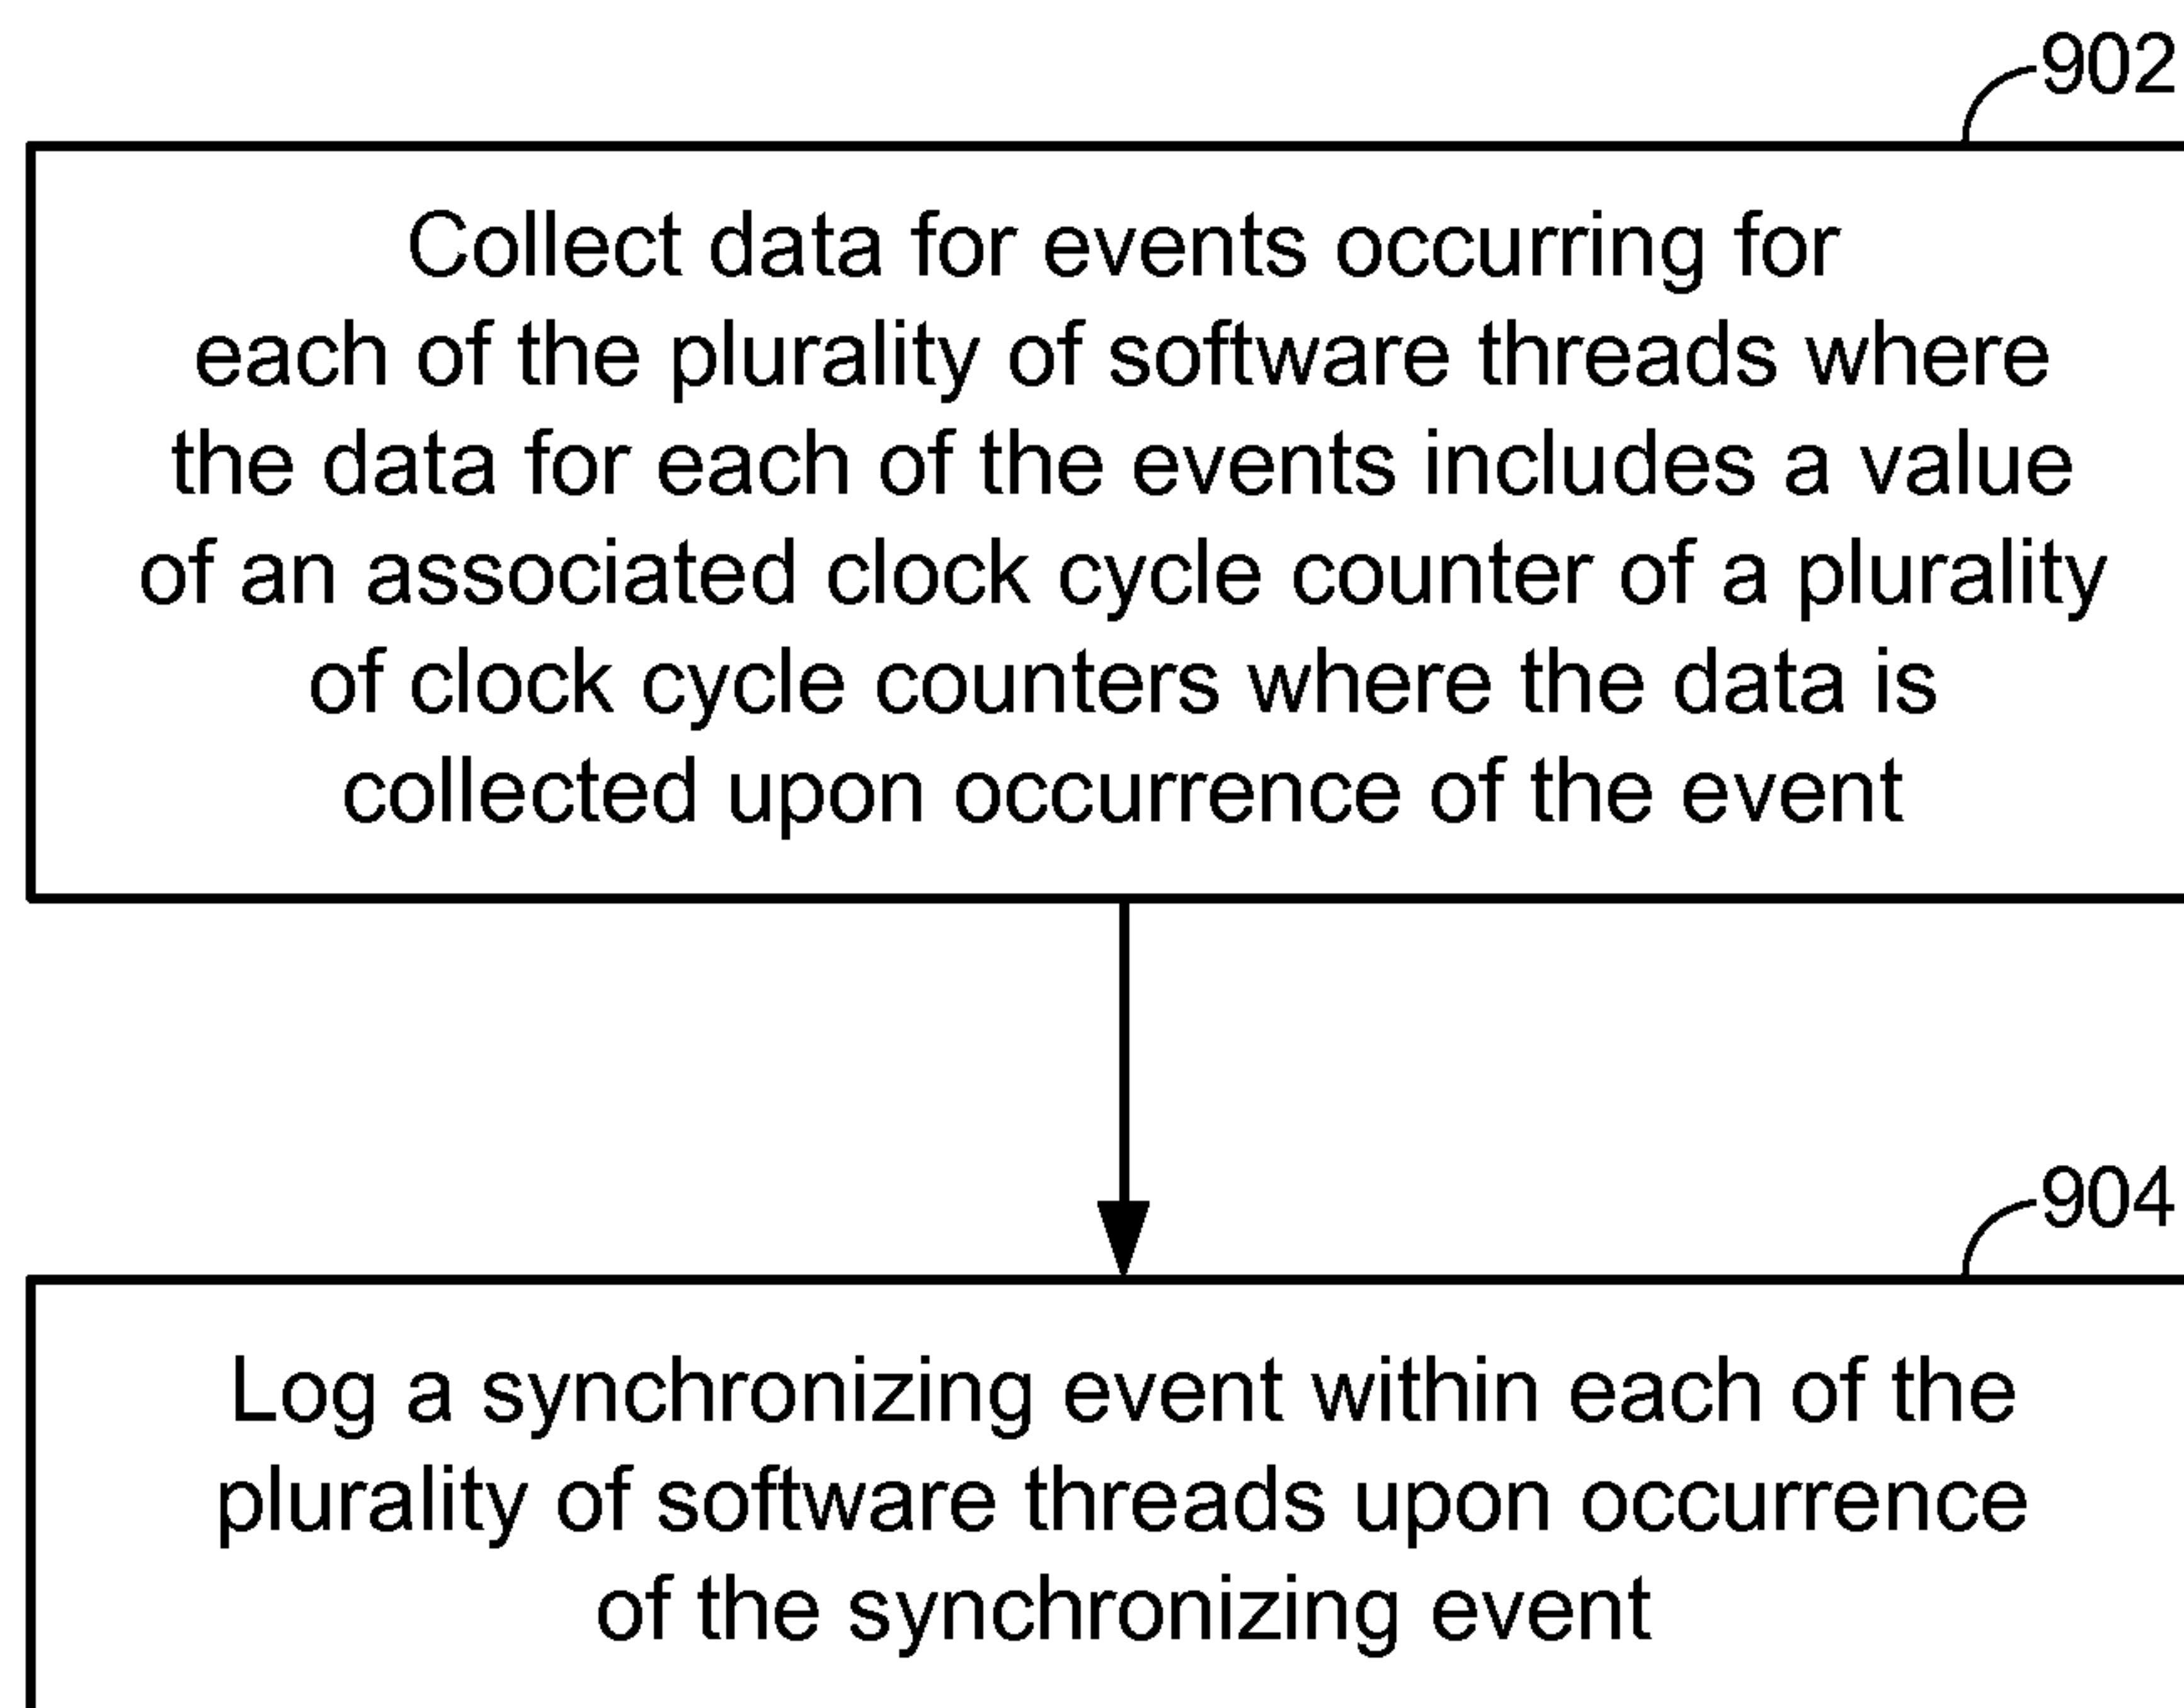 902
Collect data for events occurring for
each of the plurality of software threads where
the data for each of the events includes a value
of an associated clock cycle counter of a plurality
of clock cycle counters where the data is
collected upon occurrence of the event
904
Log a synchronizing event within each of the
plurality of software threads upon occurrence
of the synchronizing event